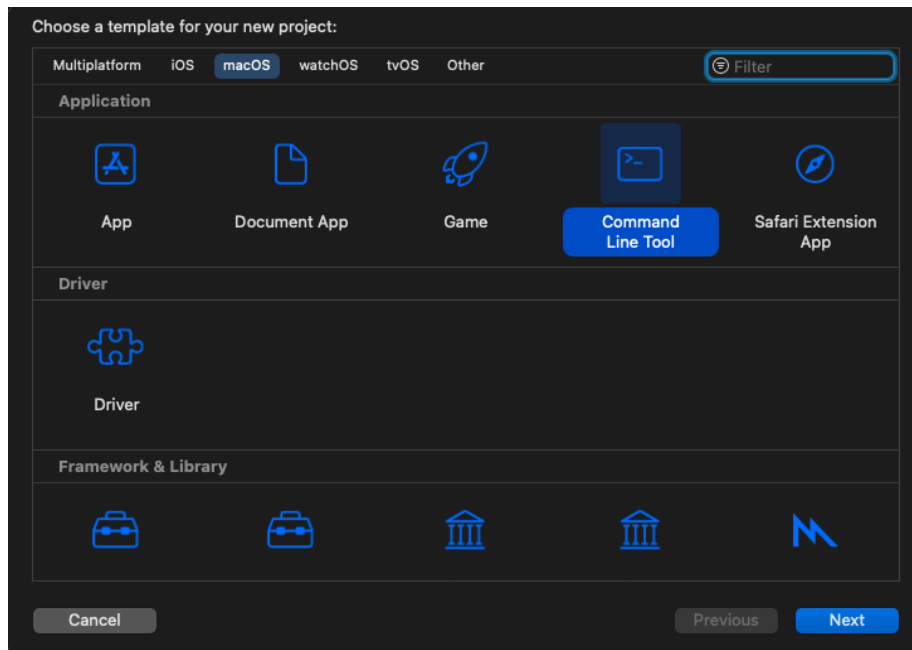 Choose a template for your new project:
Multiplatform iOS macOS watchOS tvOS Other Filter
Application
App Document App Game Command Line Tool Safari Extension App
Driver
Driver
Framework & Library
Cancel Previous Next